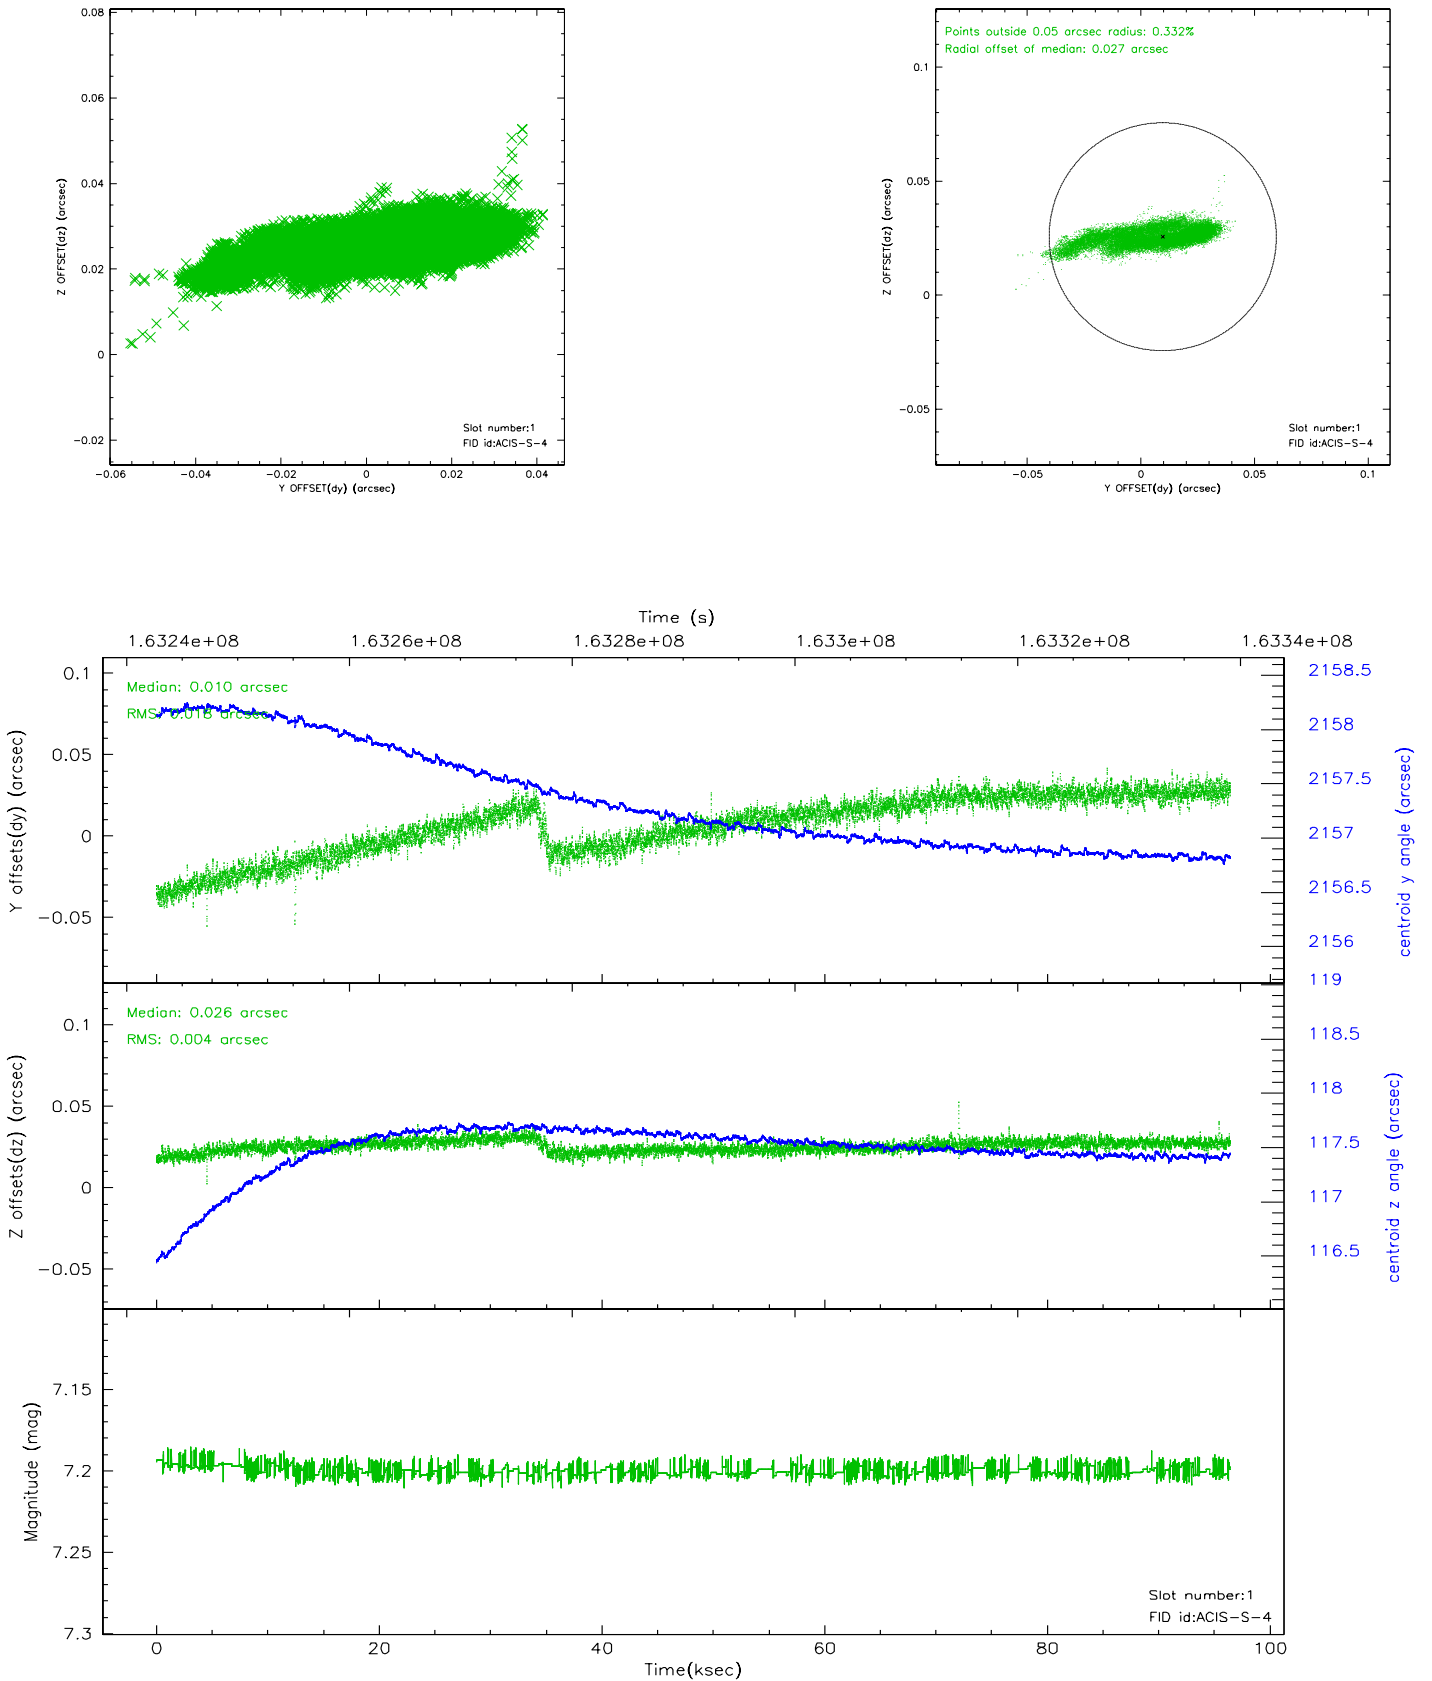 0.08
0.06
0.04
0.02
0
−0.02
Z OFFSET(dz) (arcsec)
−0.06 −0.04 −0.02 0 0.02 0.04
Y OFFSET(dy) (arcsec)
Slot number:1
FID id:ACIS−S−4
Points outside 0.05 arcsec radius: 0.332%
Radial offset of median: 0.027 arcsec
0.1
0.05
0
−0.05
Z OFFSET(dz) (arcsec)
−0.05 0 0.05 0.1
Y OFFSET(dy) (arcsec)
Slot number:1
FID id:ACIS−S−4
Time (s)
1.6324e+08 1.6326e+08 1.6328e+08 1.633e+08 1.6332e+08 1.6334e+08
Median: 0.010 arcsec
RMS: 0.018 arcsec
0.1
0.05
0
−0.05
Y offsets(dy) (arcsec)
2158.5
2158
2157.5
2157
2156.5
2156
centroid y angle (arcsec)
Median: 0.026 arcsec
RMS: 0.004 arcsec
0.1
0.05
0
−0.05
Z offsets(dz) (arcsec)
119
118.5
118
117.5
117
116.5
centroid z angle (arcsec)
7.15
7.2
7.25
7.3
Magnitude (mag)
Slot number:1
FID id:ACIS−S−4
0 20 40 60 80 100
Time(ksec)